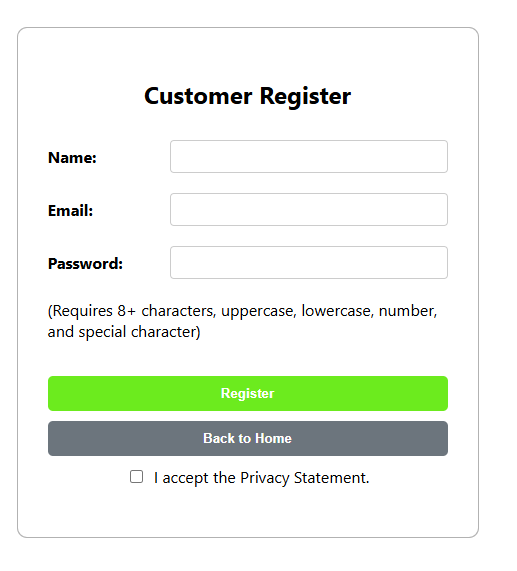 Customer Register
Name:
Email:
Password:
(Requires 8+ characters, uppercase, lowercase, number,
and special character)
Register
Back to Home
I accept the Privacy Statement.